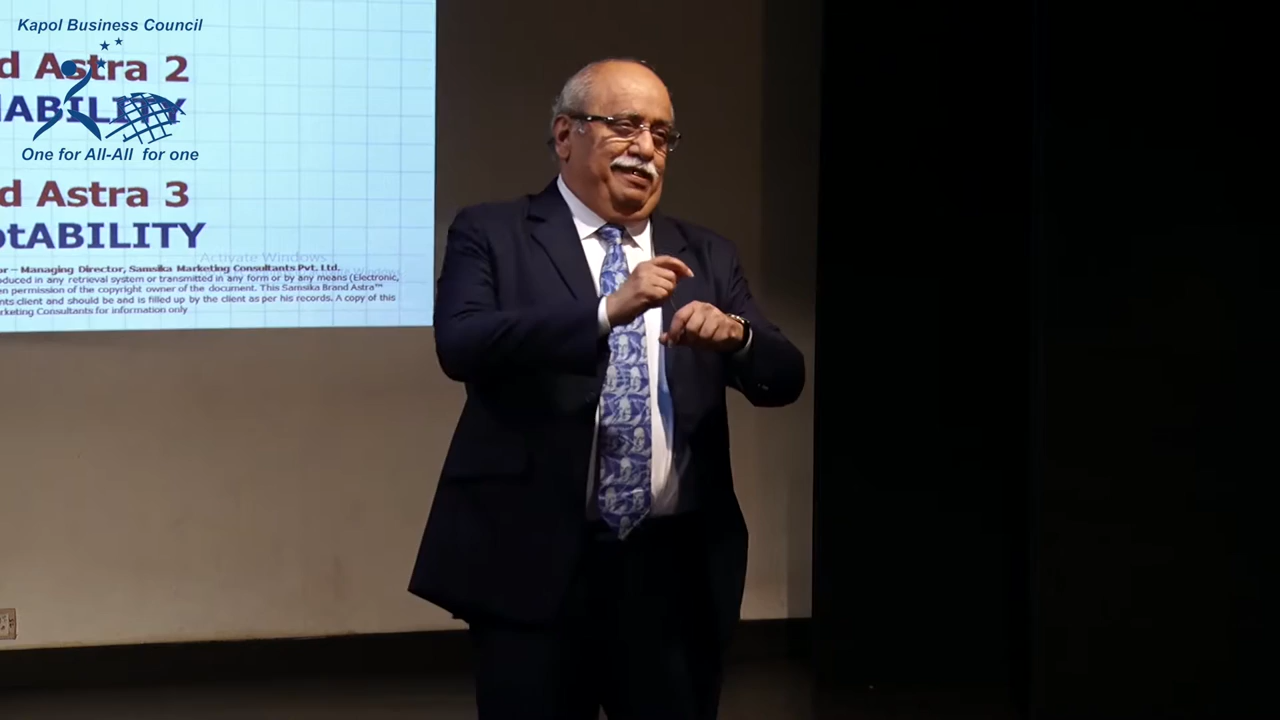 Kapol Business Council
d Astra 2
ABILITY
One for All-All for one
d Astra 3
otABILITY
Activate Windows
or – Managing Director, Samsika Marketing Consultants Pvt. Ltd.
oduced in any retrieval system or transmitted in any form or by any means (Electronic,
en permission of the copyright owner of the document. This Samsika Brand Astra™
nts client and should be and is filled up by the client as per his records. A copy of this
rketing Consultants for information only